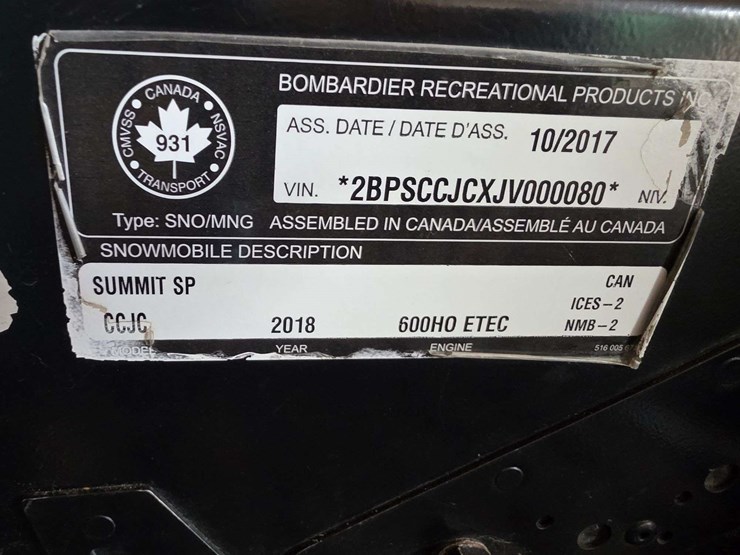 BOMBARDIER RECREATIONAL PRODUCTS INC
CANADA
CMVSS 931 NSVAC
TRANSPORT
ASS. DATE / DATE D'ASS. 10/2017
VIN. *2BPSCCJCXJV000080* NIV.
Type: SNO/MNG ASSEMBLED IN CANADA/ASSEMBLÉ AU CANADA
SNOWMOBILE DESCRIPTION
SUMMIT SP CAN
ICES-2
CCJC 2018 600HO ETEC NMB-2
MODEL YEAR ENGINE 516 005